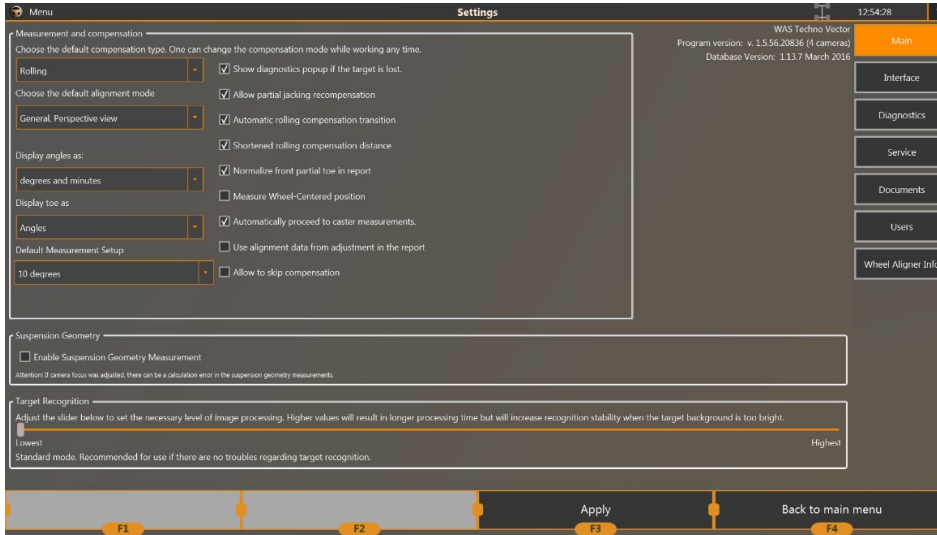 Menu
Settings
12:54:28
WAS Techno Vector
Program version: v. 1.5.56.20836 (4 cameras)
Database Version: 1.13.7 March 2016
Measurement and compensation
Choose the default compensation type. One can change the compensation mode while working any time.
Rolling
Choose the default alignment mode
General, Perspective view
Display angles as:
degrees and minutes
Display toe as
Angles
Default Measurement Setup
10 degrees
Show diagnostics popup if the target is lost.
Allow partial jacking recompensation
Automatic rolling compensation transition
Shortened rolling compensation distance
Normalize front partial toe in report
Measure Wheel-Centered position
Automatically proceed to caster measurements.
Use alignment data from adjustment in the report
Allow to skip compensation
Main
Interface
Diagnostics
Service
Documents
Users
Wheel Aligner Info
Suspension Geometry
Enable Suspension Geometry Measurement
Attention! If camera focus was adjusted, there can be a calculation error in the suspension geometry measurements.
Target Recognition
Adjust the slider below to set the necessary level of image processing. Higher values will result in longer processing time but will increase recognition stability when the target background is too bright.
Lowest
Highest
Standard mode. Recommended for use if there are no troubles regarding target recognition.
F1
F2
Apply
F3
Back to main menu
F4